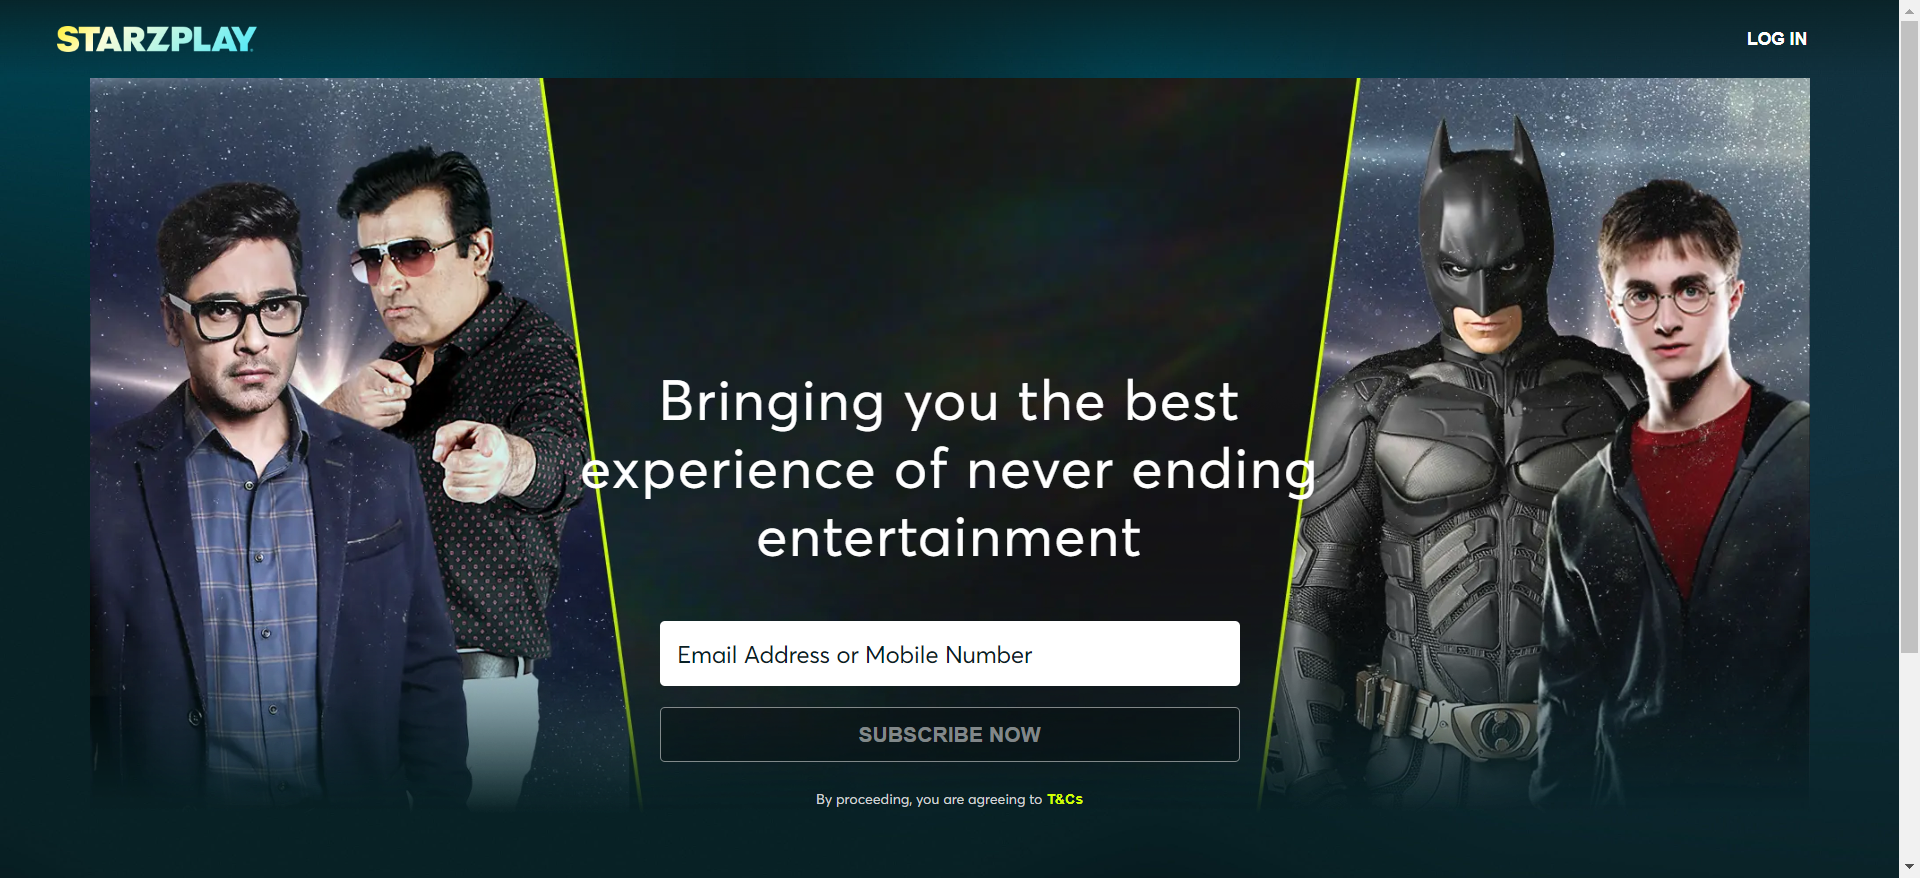 STARZPLAY
LOG IN
Bringing you the best
experience of never ending
entertainment
Email Address or Mobile Number
SUBSCRIBE NOW
By proceeding, you are agreeing to T&Cs